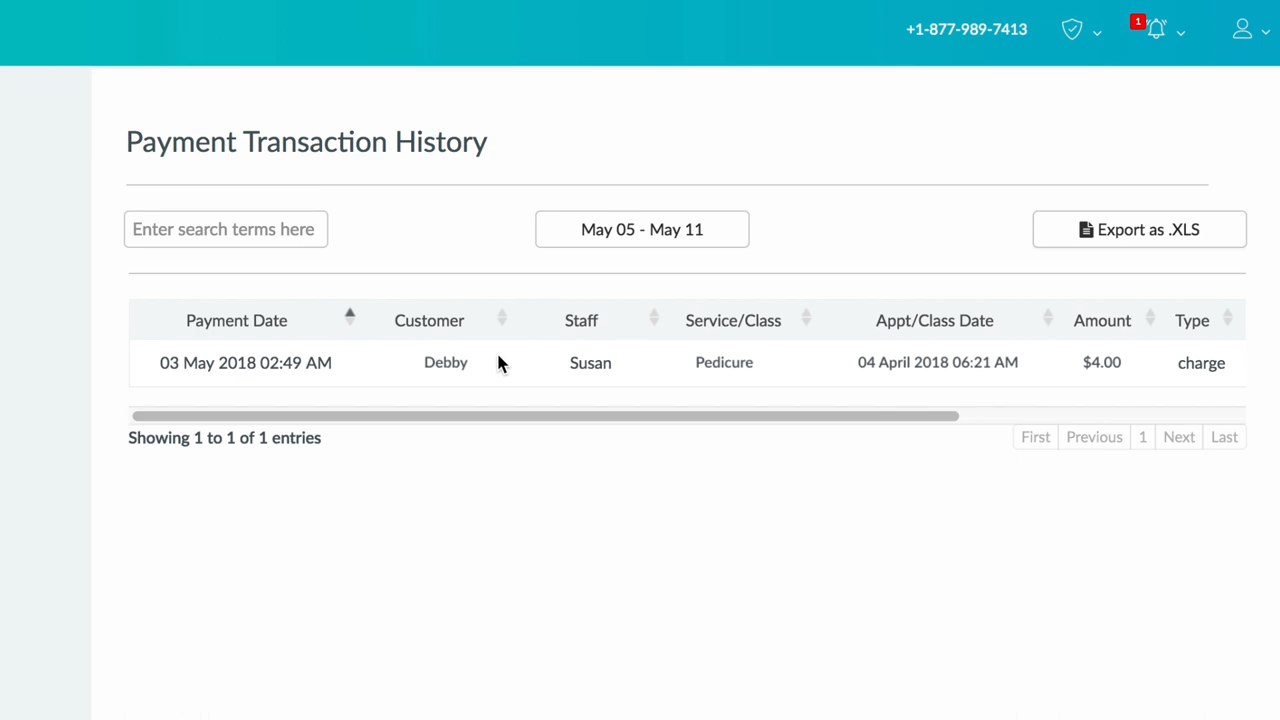 +1-877-989-7413
1
Payment Transaction History
Enter search terms here
May 05 - May 11
Export as .XLS
Payment Date Customer Staff Service/Class Appt/Class Date Amount Type
03 May 2018 02:49 AM Debby Susan Pedicure 04 April 2018 06:21 AM $4.00 charge
Showing 1 to 1 of 1 entries
First Previous 1 Next Last